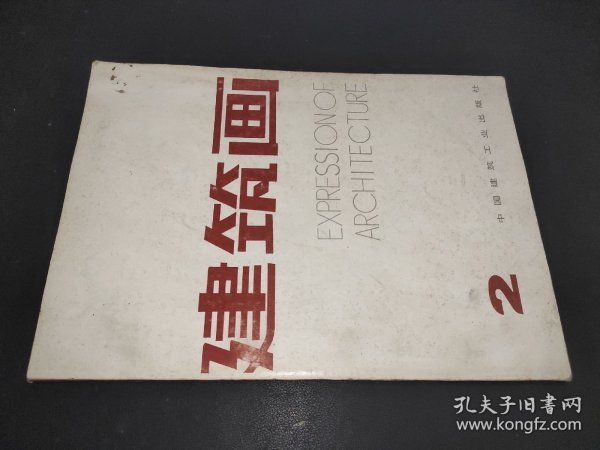 建筑画
EXPRESSION OF
ARCHITECTURE
中国建筑工业出版社
2
孔夫子旧書网
www.kongfz.com